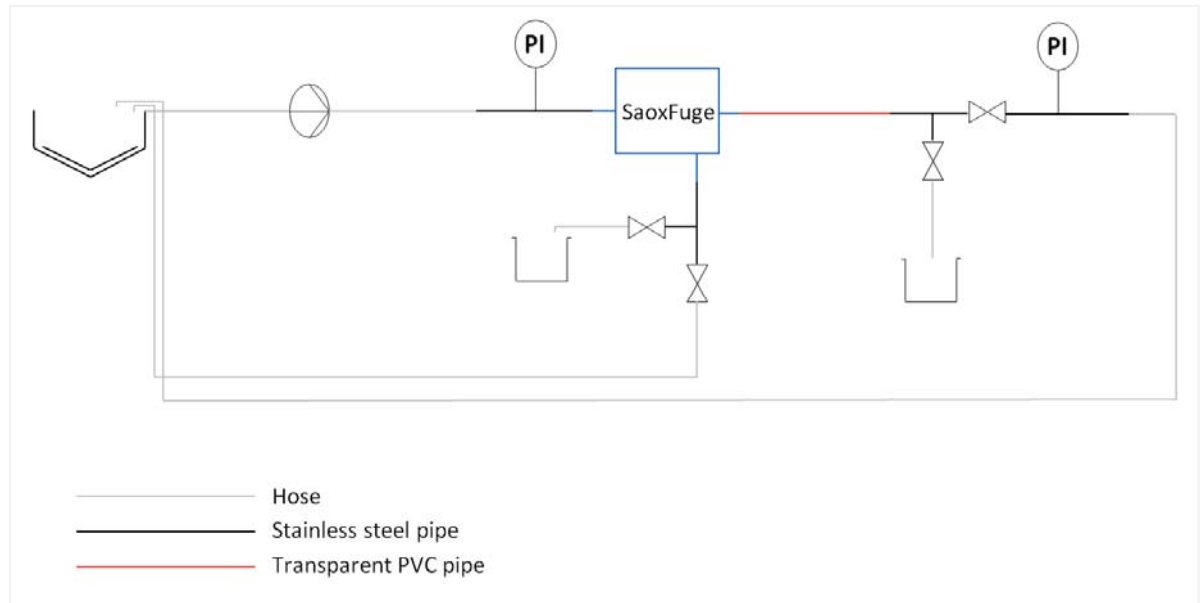 PI
PI
SaoxFuge
Hose
Stainless steel pipe
Transparent PVC pipe